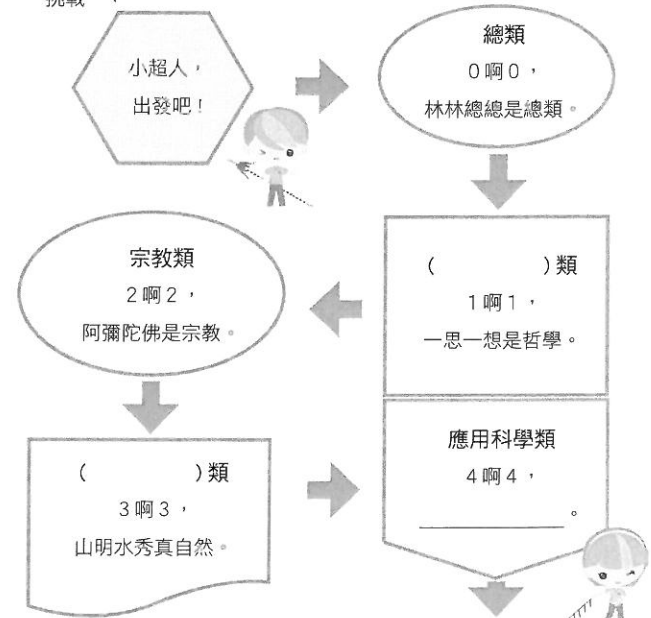 挑戰
小超人，
出發吧！
總類
0啊0，
林林總總是總類。
(　　　　　)類
1啊1，
一思一想是哲學。
宗教類
2啊2，
阿彌陀佛是宗教。
(　　　　　)類
3啊3，
山明水秀真自然。
應用科學類
4啊4，
＿＿＿＿＿＿＿＿。